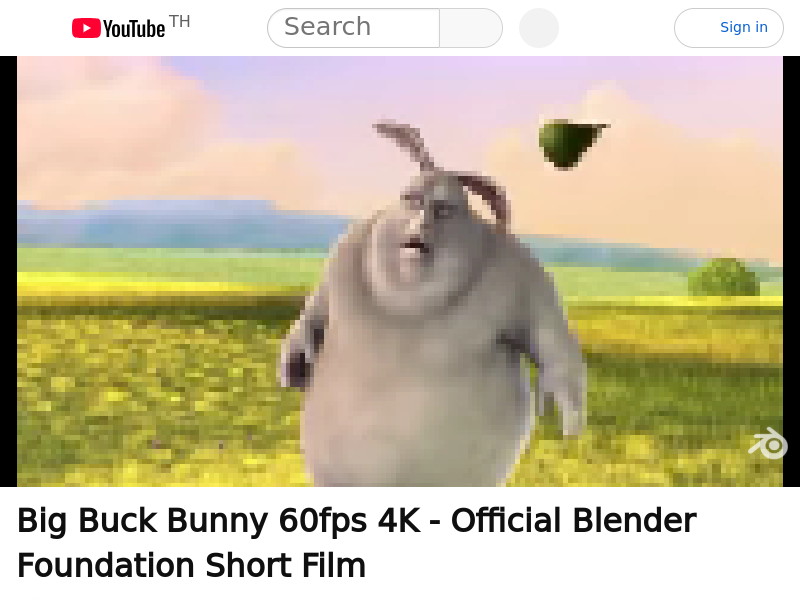 YouTube TH
Search
Sign in
Big Buck Bunny 60fps 4K - Official Blender
Foundation Short Film